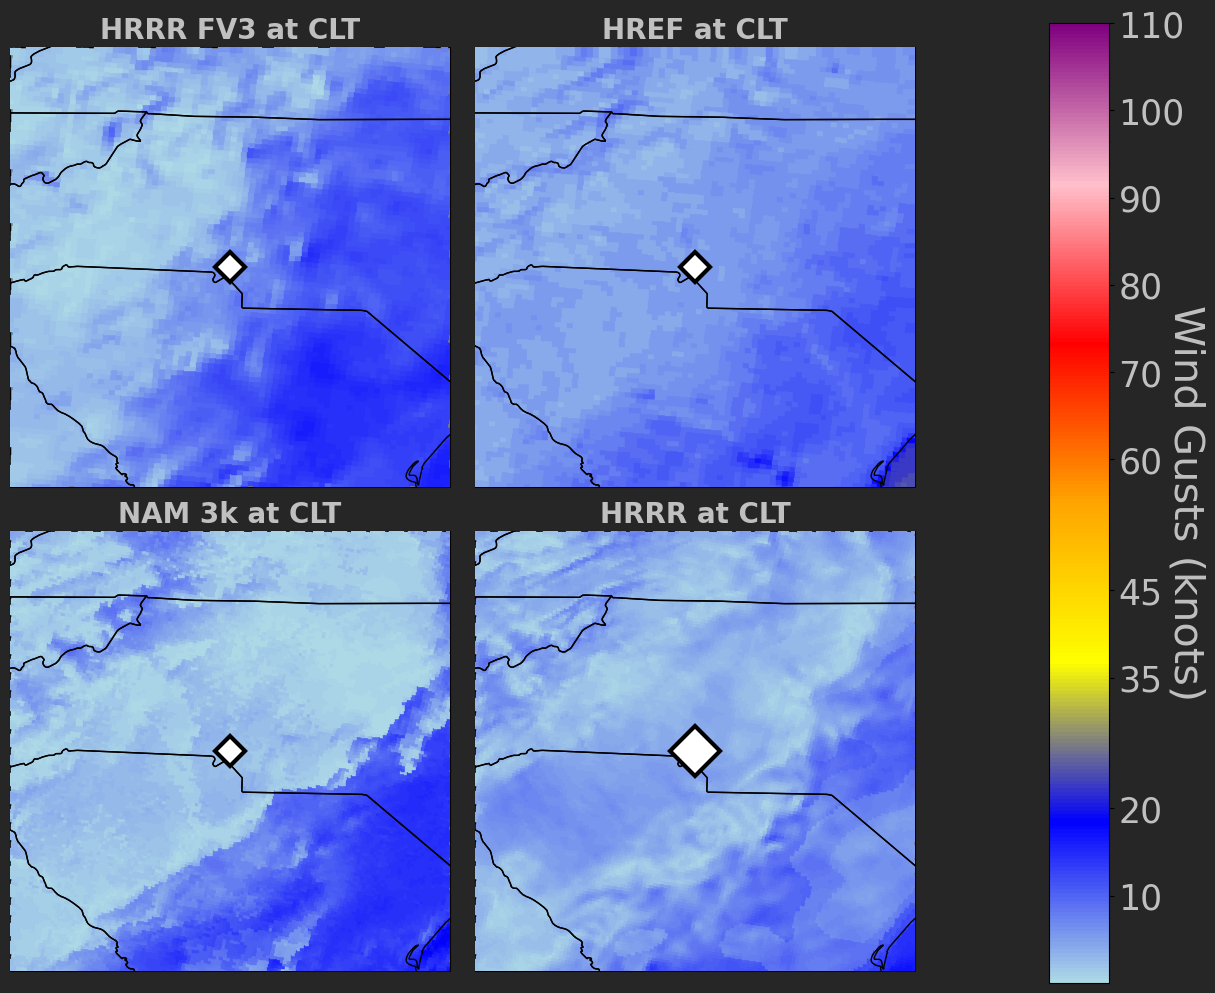 HRRR FV3 at CLT
HREF at CLT
NAM 3k at CLT
HRRR at CLT
110
100
90
80
70
60
45
35
20
10
Wind Gusts (knots)